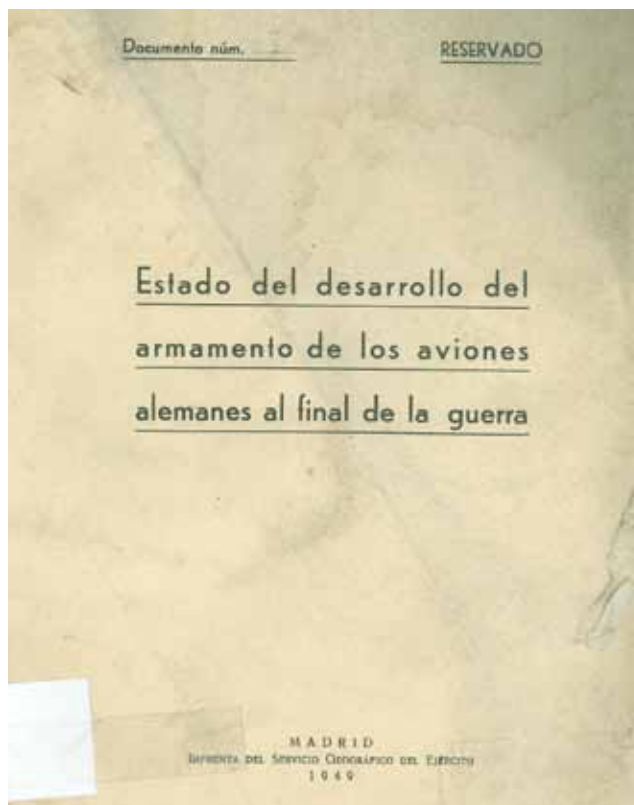 Documento núm.
RESERVADO
Estado del desarrollo del
armamento de los aviones
alemanes al final de la guerra
MADRID
IMPRENTA DEL SERVICIO GEOGRÁFICO DEL EJÉRCITO
1949